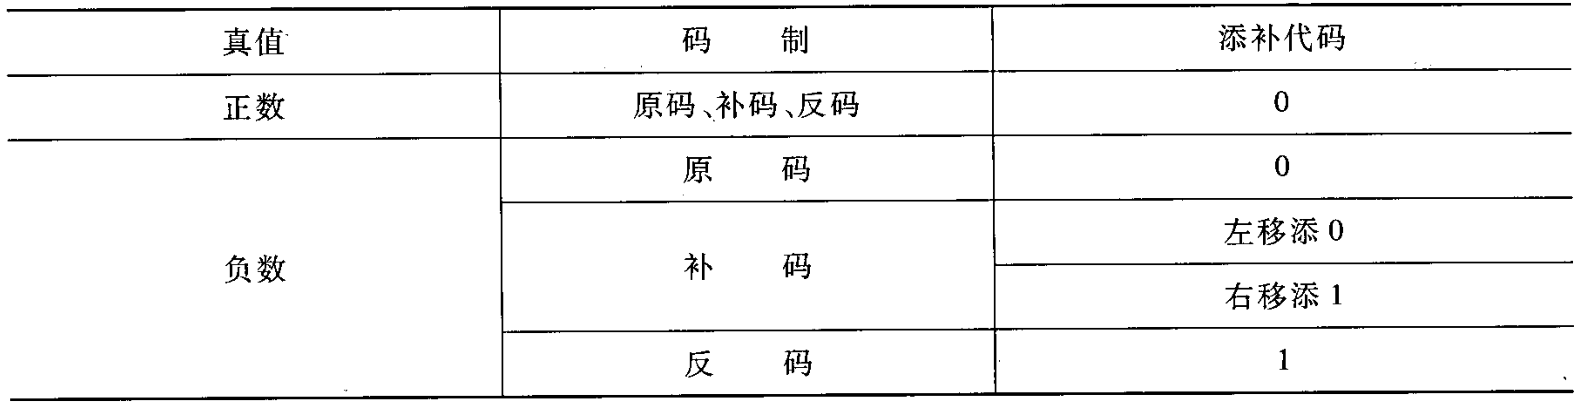 真值 码 制 添补代码
正数 原码、补码、反码 0
原 码 0
左移添 0
负数 补 码
右移添 1
反 码 1